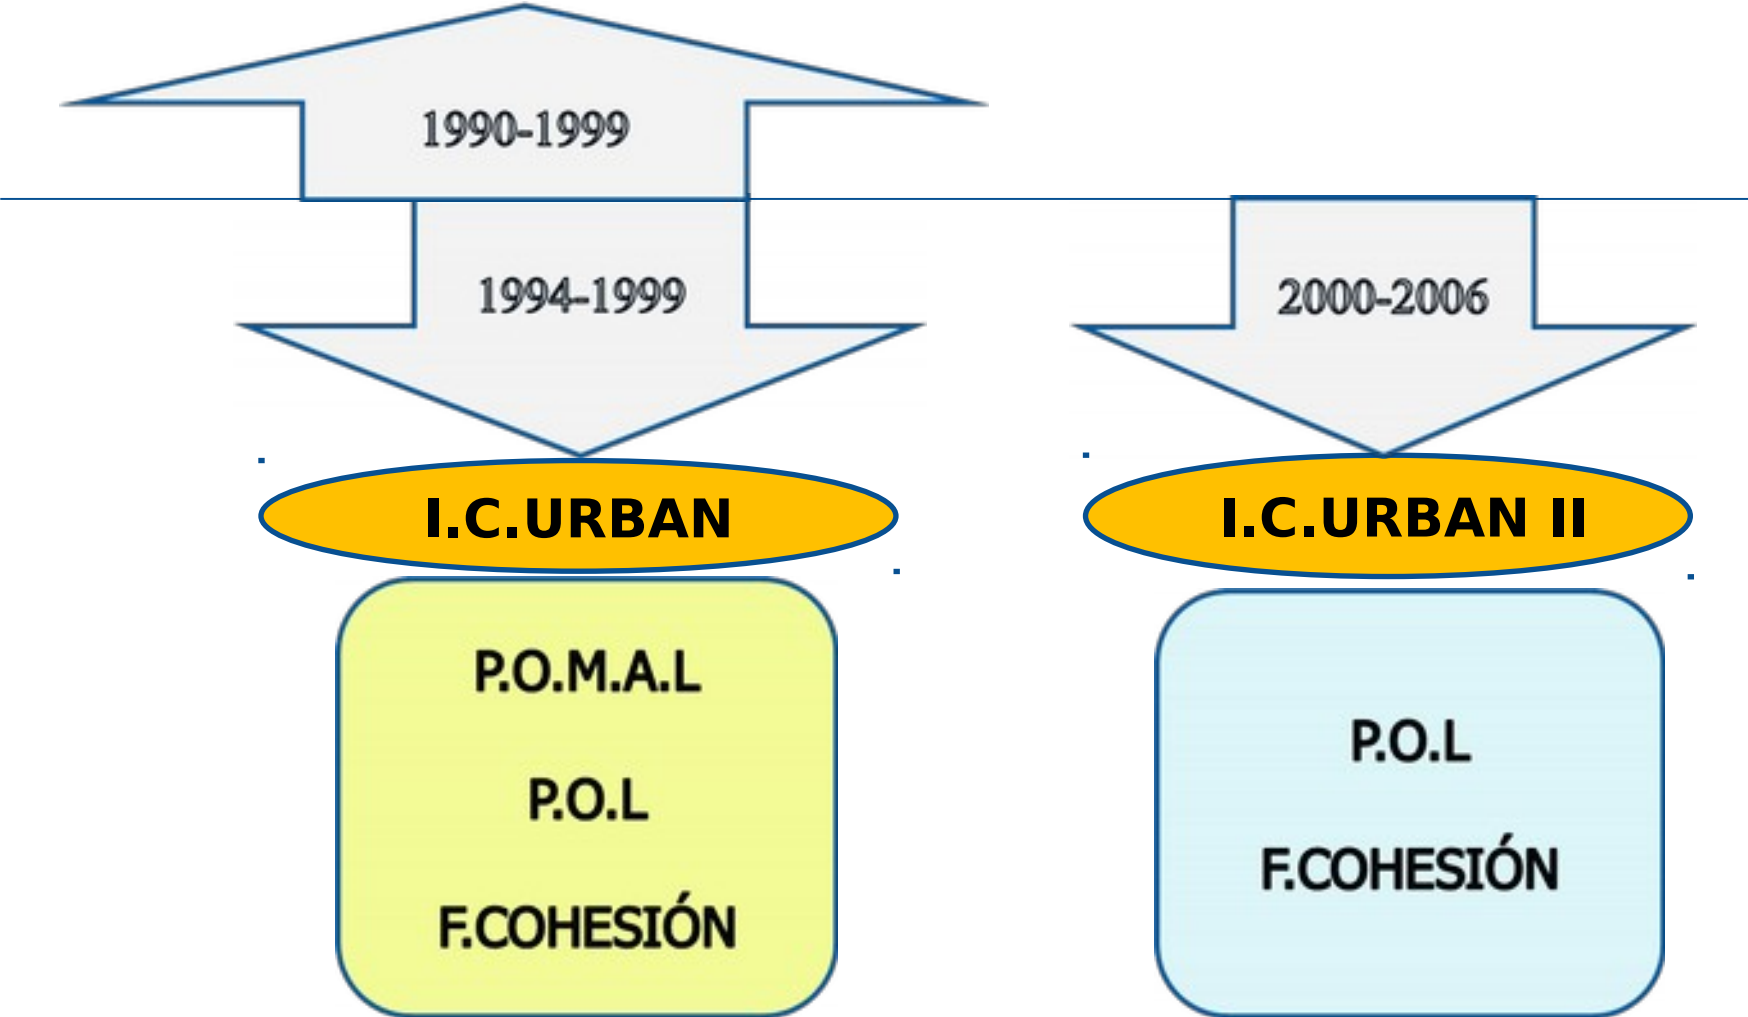 1990-1999
1994-1999
2000-2006
I.C.URBAN
I.C.URBAN II
P.O.M.A.L
P.O.L
F.COHESIÓN
P.O.L
F.COHESIÓN